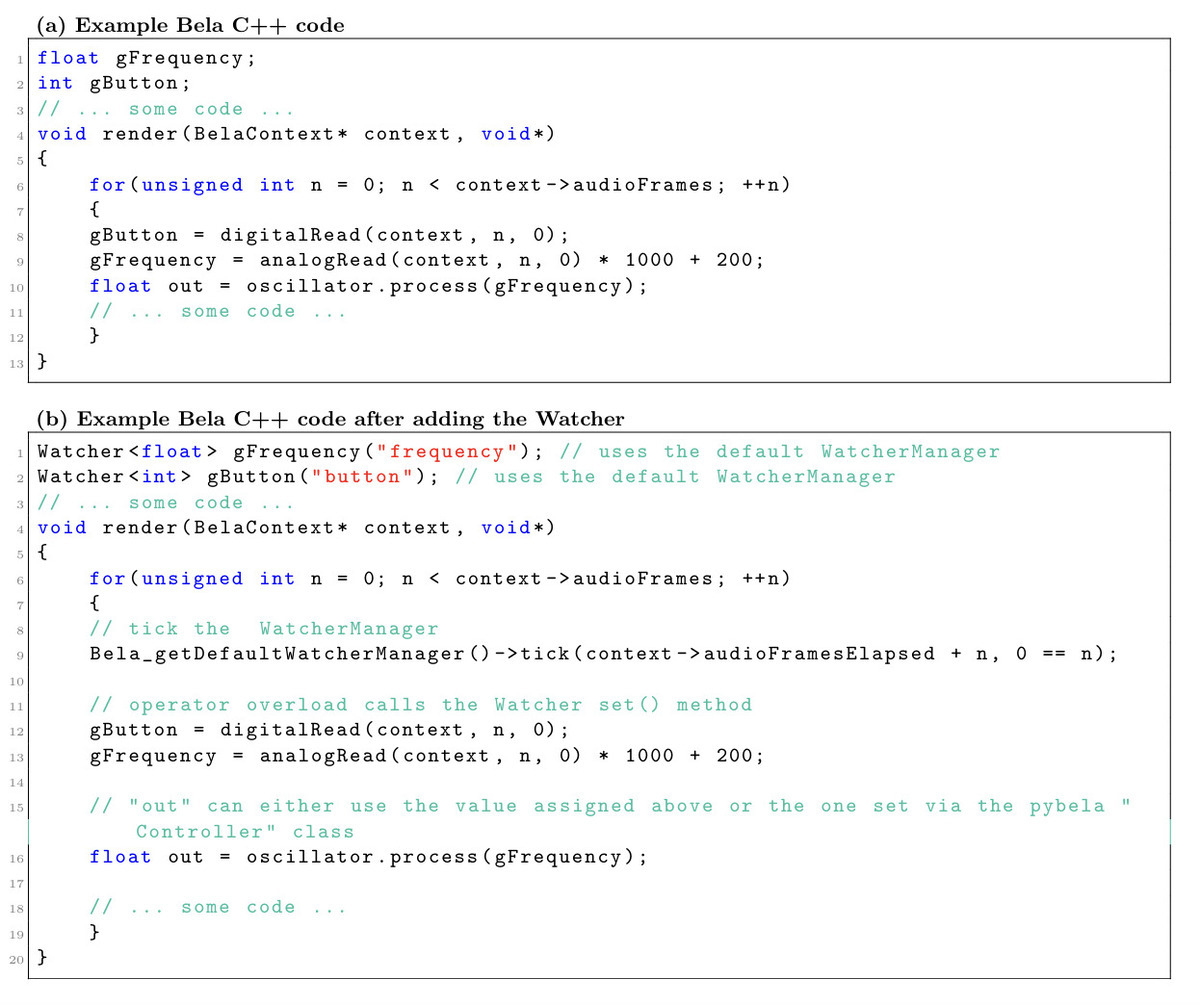 (a) Example Bela C++ code
1 float gFrequency;
2 int gButton;
3 // ... some code ...
4 void render(BelaContext* context, void*)
5 {
6 for(unsigned int n = 0; n < context->audioFrames; ++n)
7 {
8 gButton = digitalRead(context, n, 0);
9 gFrequency = analogRead(context, n, 0) * 1000 + 200;
10 float out = oscillator.process(gFrequency);
11 // ... some code ...
12 }
13 }
(b) Example Bela C++ code after adding the Watcher
1 Watcher<float> gFrequency("frequency"); // uses the default WatcherManager
2 Watcher<int> gButton("button"); // uses the default WatcherManager
3 // ... some code ...
4 void render(BelaContext* context, void*)
5 {
6 for(unsigned int n = 0; n < context->audioFrames; ++n)
7 {
8 // tick the  WatcherManager
9 Bela_getDefaultWatcherManager()->tick(context->audioFramesElapsed + n, 0 == n);
10
11 // operator overload calls the Watcher set() method
12 gButton = digitalRead(context, n, 0);
13 gFrequency = analogRead(context, n, 0) * 1000 + 200;
14
15 // "out" can either use the value assigned above or the one set via the pybela "
Controller" class
16 float out = oscillator.process(gFrequency);
17
18 // ... some code ...
19 }
20 }